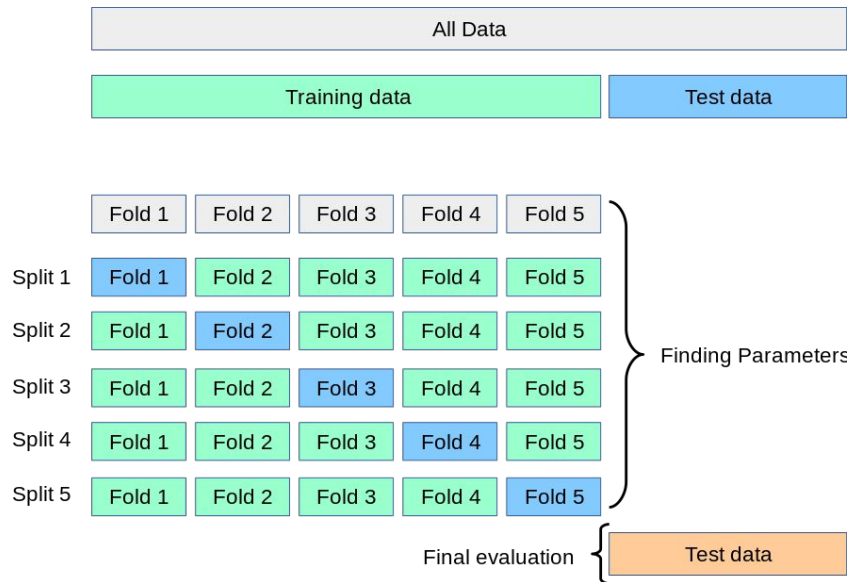 All Data
Training data Test data
Fold 1 Fold 2 Fold 3 Fold 4 Fold 5
Split 1 Fold 1 Fold 2 Fold 3 Fold 4 Fold 5
Split 2 Fold 1 Fold 2 Fold 3 Fold 4 Fold 5
Finding Parameters
Split 3 Fold 1 Fold 2 Fold 3 Fold 4 Fold 5
Split 4 Fold 1 Fold 2 Fold 3 Fold 4 Fold 5
Split 5 Fold 1 Fold 2 Fold 3 Fold 4 Fold 5
Final evaluation Test data